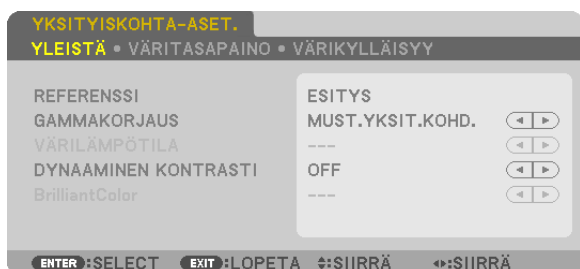 YKSITYISKOHTA-ASET.
YLEISTÄ • VÄRITASAPAINO • VÄRIKYLLÄISYY
REFERENSSI ESITYS
GAMMAKORJAUS MUST.YKSIT.KOHD.
VÄRILÄMPÖTILA ---
DYNAAMINEN KONTRASTI OFF
BrilliantColor ---
ENTER :SELECT EXIT :LOPETA :SIIRRÄ :SIIRRÄ